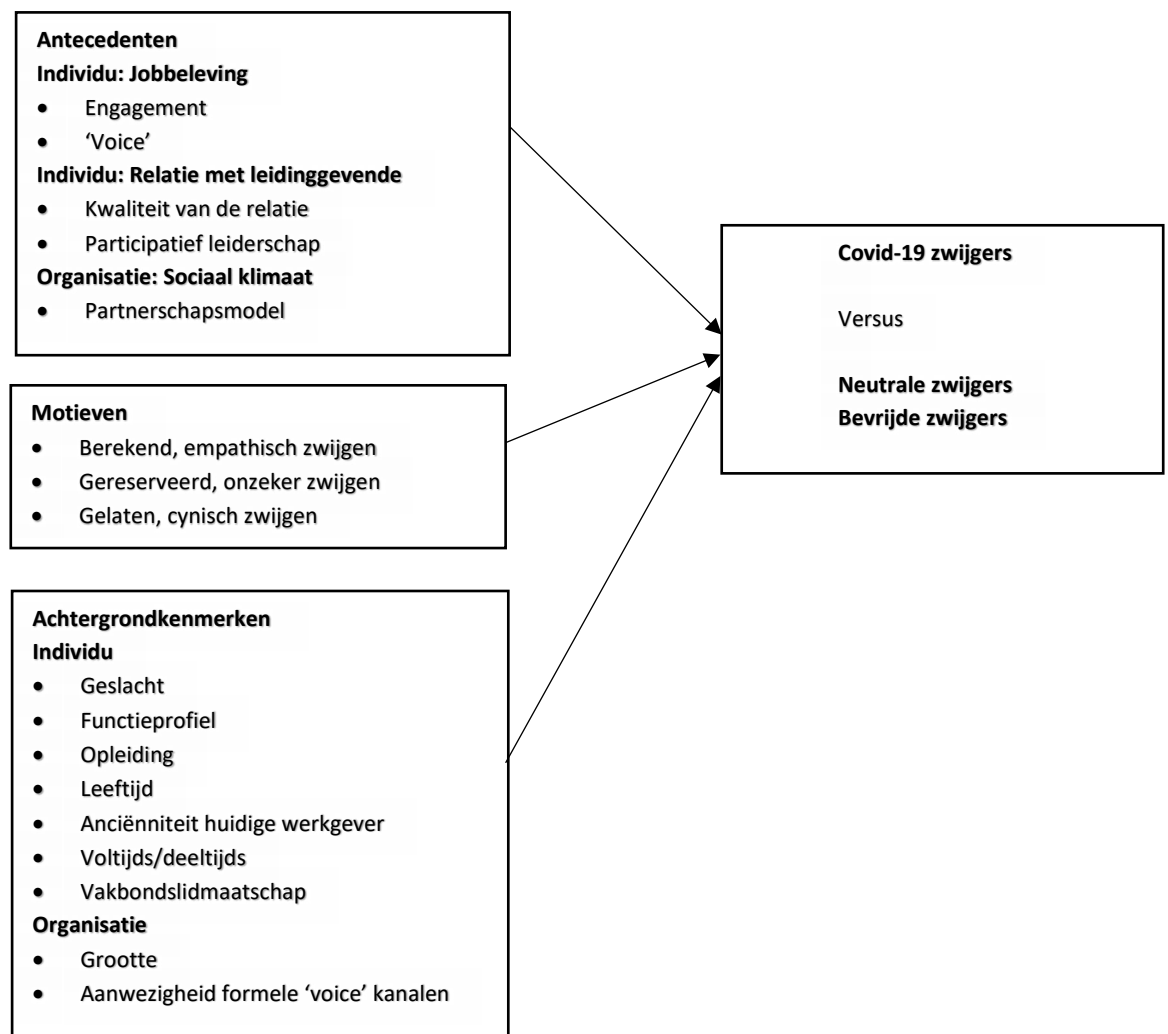 Antecedenten
Individu: Jobbeleving
• Engagement
• ‘Voice’
Individu: Relatie met leidinggevende
• Kwaliteit van de relatie
• Participatief leiderschap
Organisatie: Sociaal klimaat
• Partnerschapsmodel
Motieven
• Berekend, empathisch zwijgen
• Gereserveerd, onzeker zwijgen
• Gelaten, cynisch zwijgen
Achtergrondkenmerken
Individu
• Geslacht
• Functieprofiel
• Opleiding
• Leeftijd
• Anciënniteit huidige werkgever
• Voltijds/deeltijds
• Vakbondslidmaatschap
Organisatie
• Grootte
• Aanwezigheid formele ‘voice’ kanalen
Covid-19 zwijgers
Versus
Neutrale zwijgers
Bevrijde zwijgers